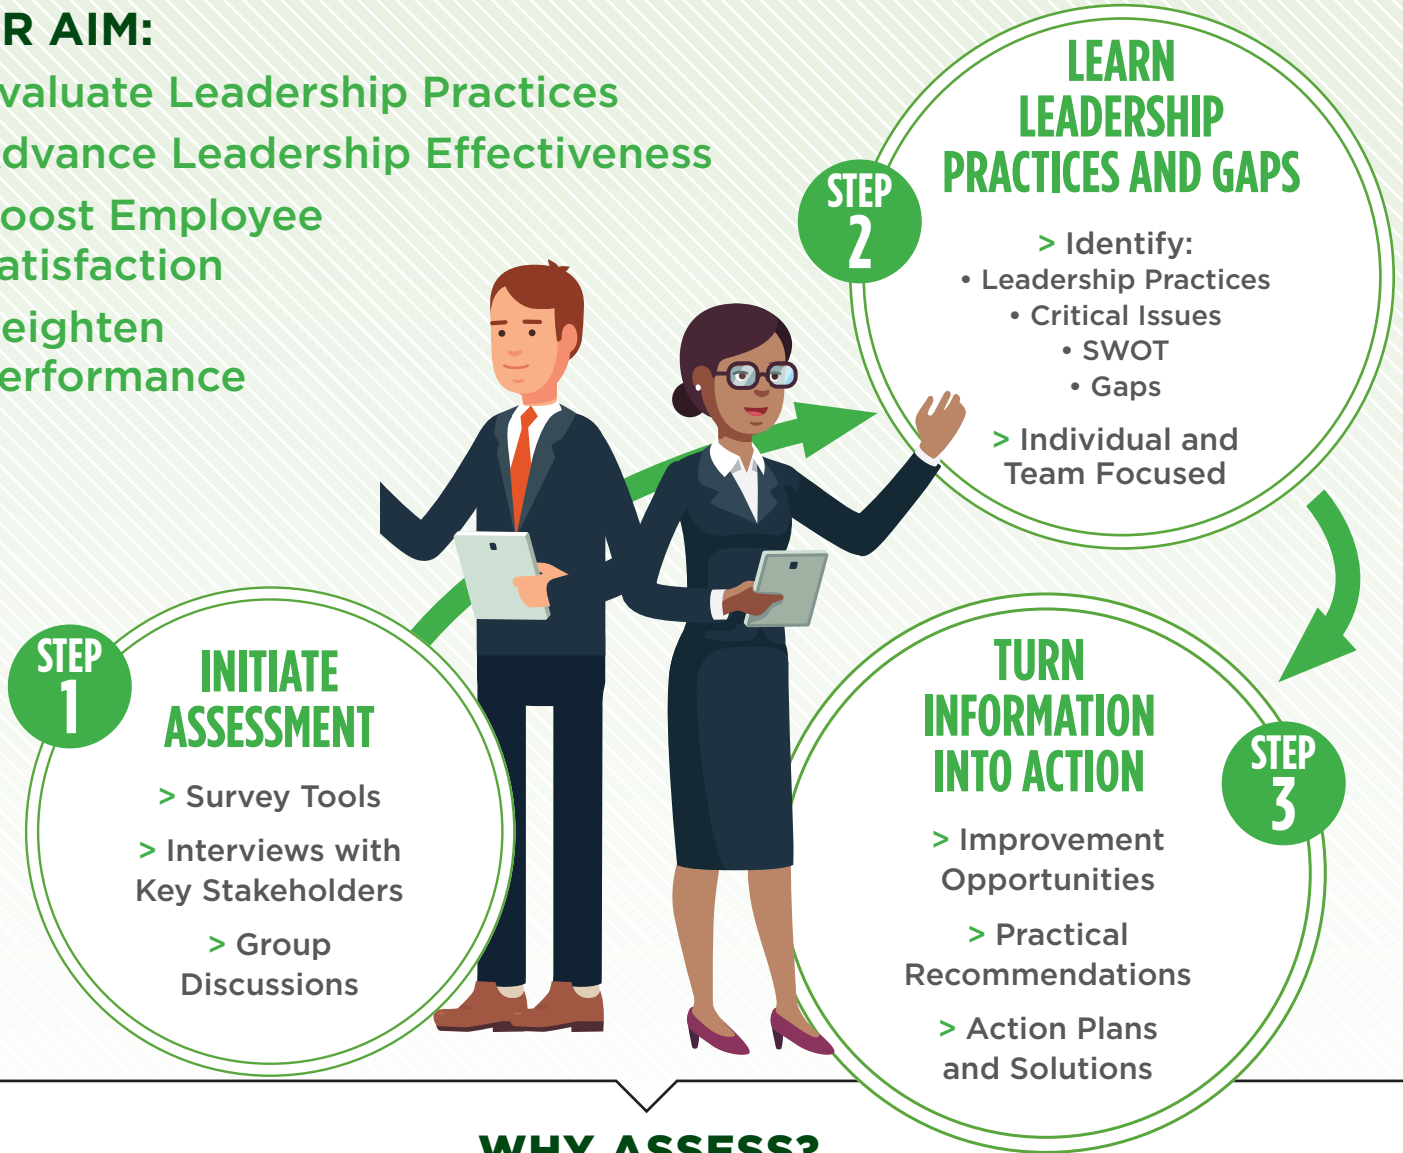 R AIM:
valuate Leadership Practices
dvance Leadership Effectiveness
oost Employee
atisfaction
eighten
erformance
STEP
1
INITIATE
ASSESSMENT
> Survey Tools
> Interviews with
Key Stakeholders
> Group
Discussions
STEP
2
LEARN
LEADERSHIP
PRACTICES AND GAPS
> Identify:
• Leadership Practices
• Critical Issues
• SWOT
• Gaps
> Individual and
Team Focused
TURN
INFORMATION
INTO ACTION
STEP
3
> Improvement
Opportunities
> Practical
Recommendations
> Action Plans
and Solutions
WHY ASSESS?